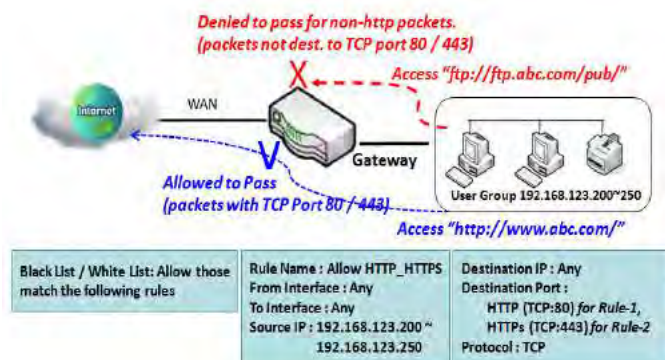 Denied to pass for non-http packets.
(packets not dest. to TCP port 80 / 443)
X
Access “ftp://ftp.abc.com/pub/”
Internet
WAN
Gateway
V
Allowed to Pass
(packets with TCP Port 80 / 443)
User Group 192.168.123.200~250
Access “http://www.abc.com/”
Black List / White List: Allow those
match the following rules
Rule Name : Allow HTTP_HTTPS
From Interface : Any
To Interface : Any
Source IP : 192.168.123.200 ~
192.168.123.250
Destination IP : Any
Destination Port :
HTTP (TCP:80) for Rule-1,
HTTPs (TCP:443) for Rule-2
Protocol : TCP